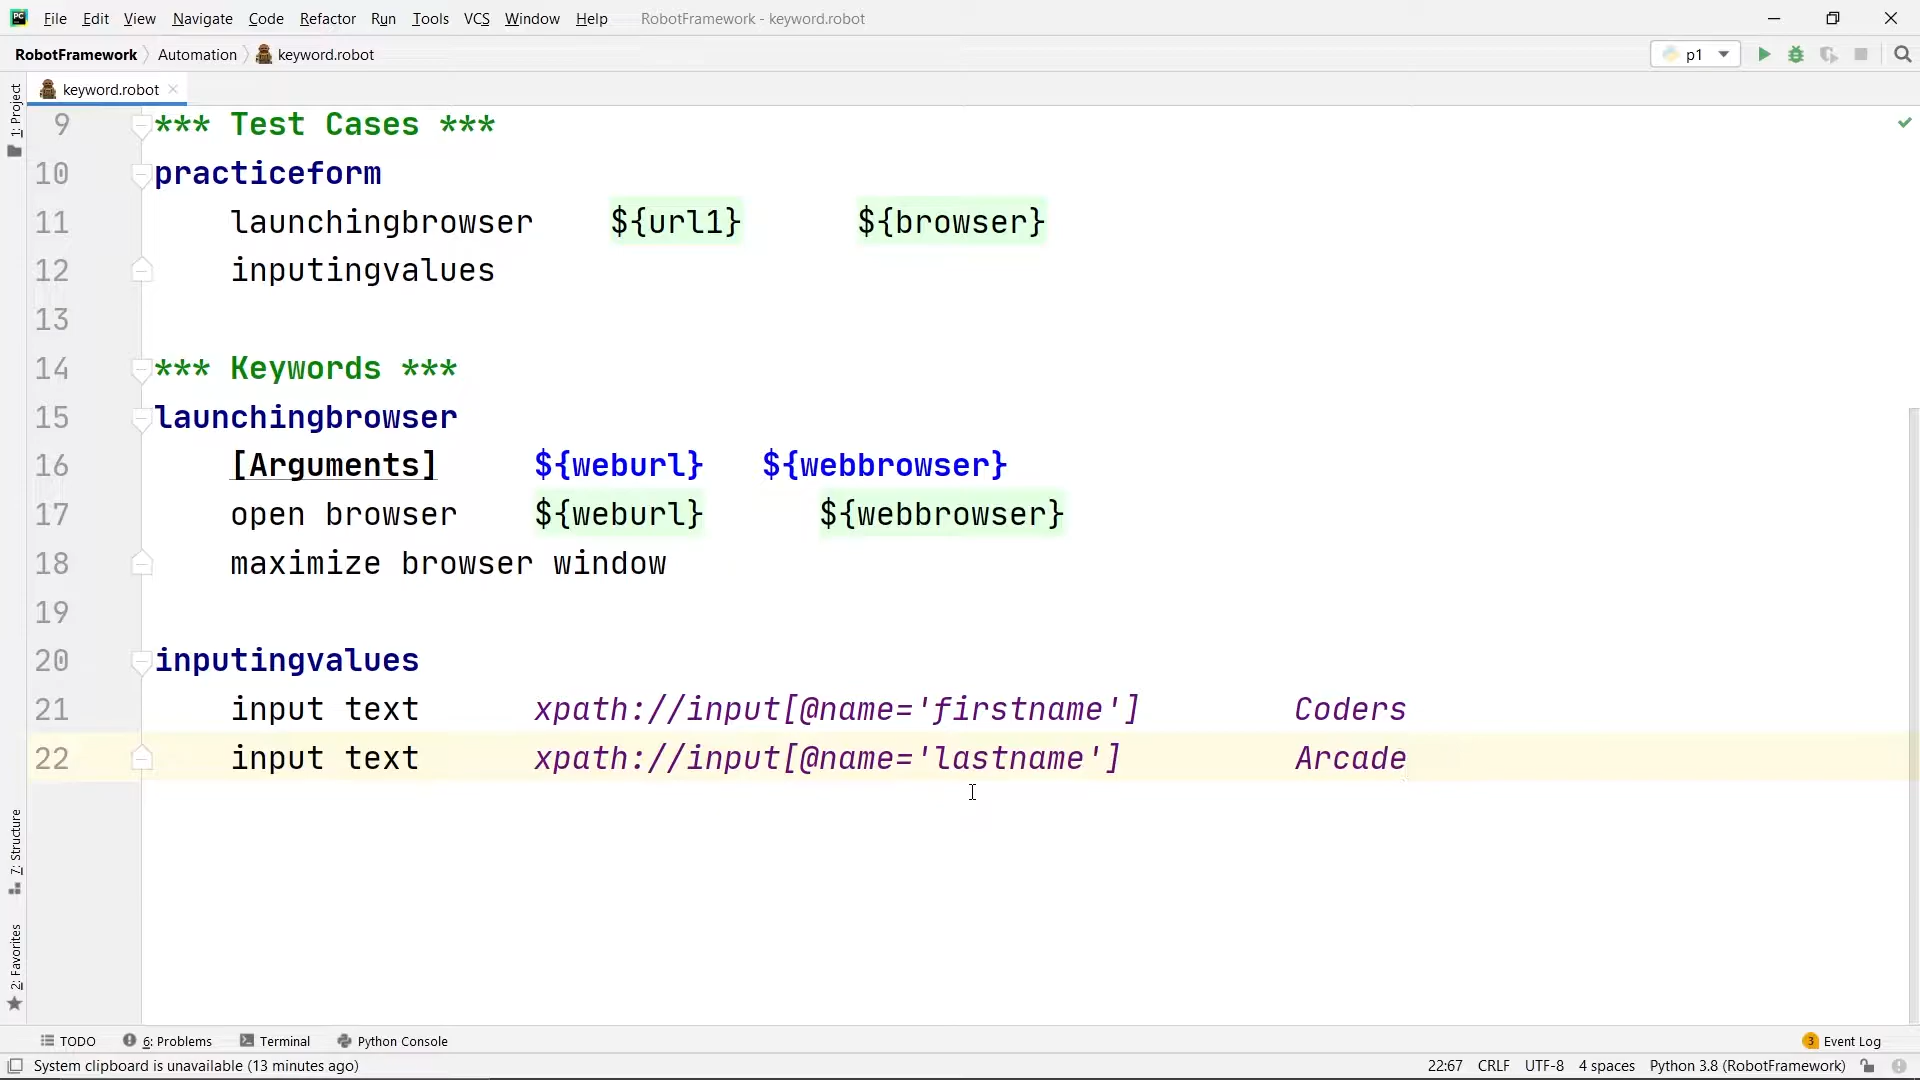 PC File Edit View Navigate Code Refactor Run Tools VCS Window Help RobotFramework - keyword.robot
RobotFramework Automation keyword.robot p1
keyword.robot
1: Project
9 *** Test Cases ***
10 practiceform
11 launchingbrowser ${url1} ${browser}
12 inputingvalues
13
14 *** Keywords ***
15 launchingbrowser
16 [Arguments] ${weburl} ${webbrowser}
17 open browser ${weburl} ${webbrowser}
18 maximize browser window
19
20 inputingvalues
21 input text xpath://input[@name='firstname'] Coders
22 input text xpath://input[@name='lastname'] Arcade
7: Structure
2: Favorites
TODO 6: Problems Terminal Python Console 3 Event Log
System clipboard is unavailable (13 minutes ago) 22:67 CRLF UTF-8 4 spaces Python 3.8 (RobotFramework)